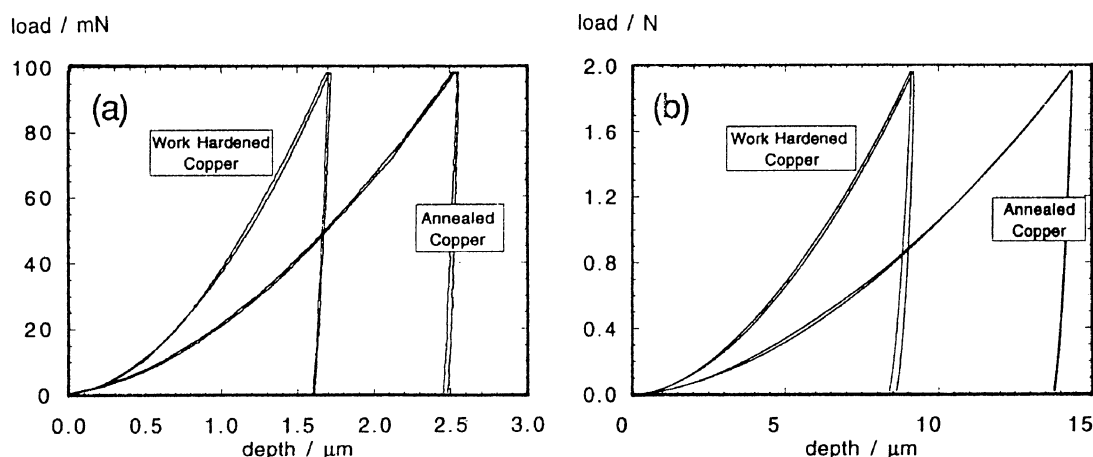 load / mN
100
80
60
40
20
0
(a)
Work Hardened
Copper
Annealed
Copper
0.0 0.5 1.0 1.5 2.0 2.5 3.0
depth / μm
load / N
2.0
1.6
1.2
0.8
0.4
0.0
(b)
Work Hardened
Copper
Annealed
Copper
0 5 10 15
depth / μm